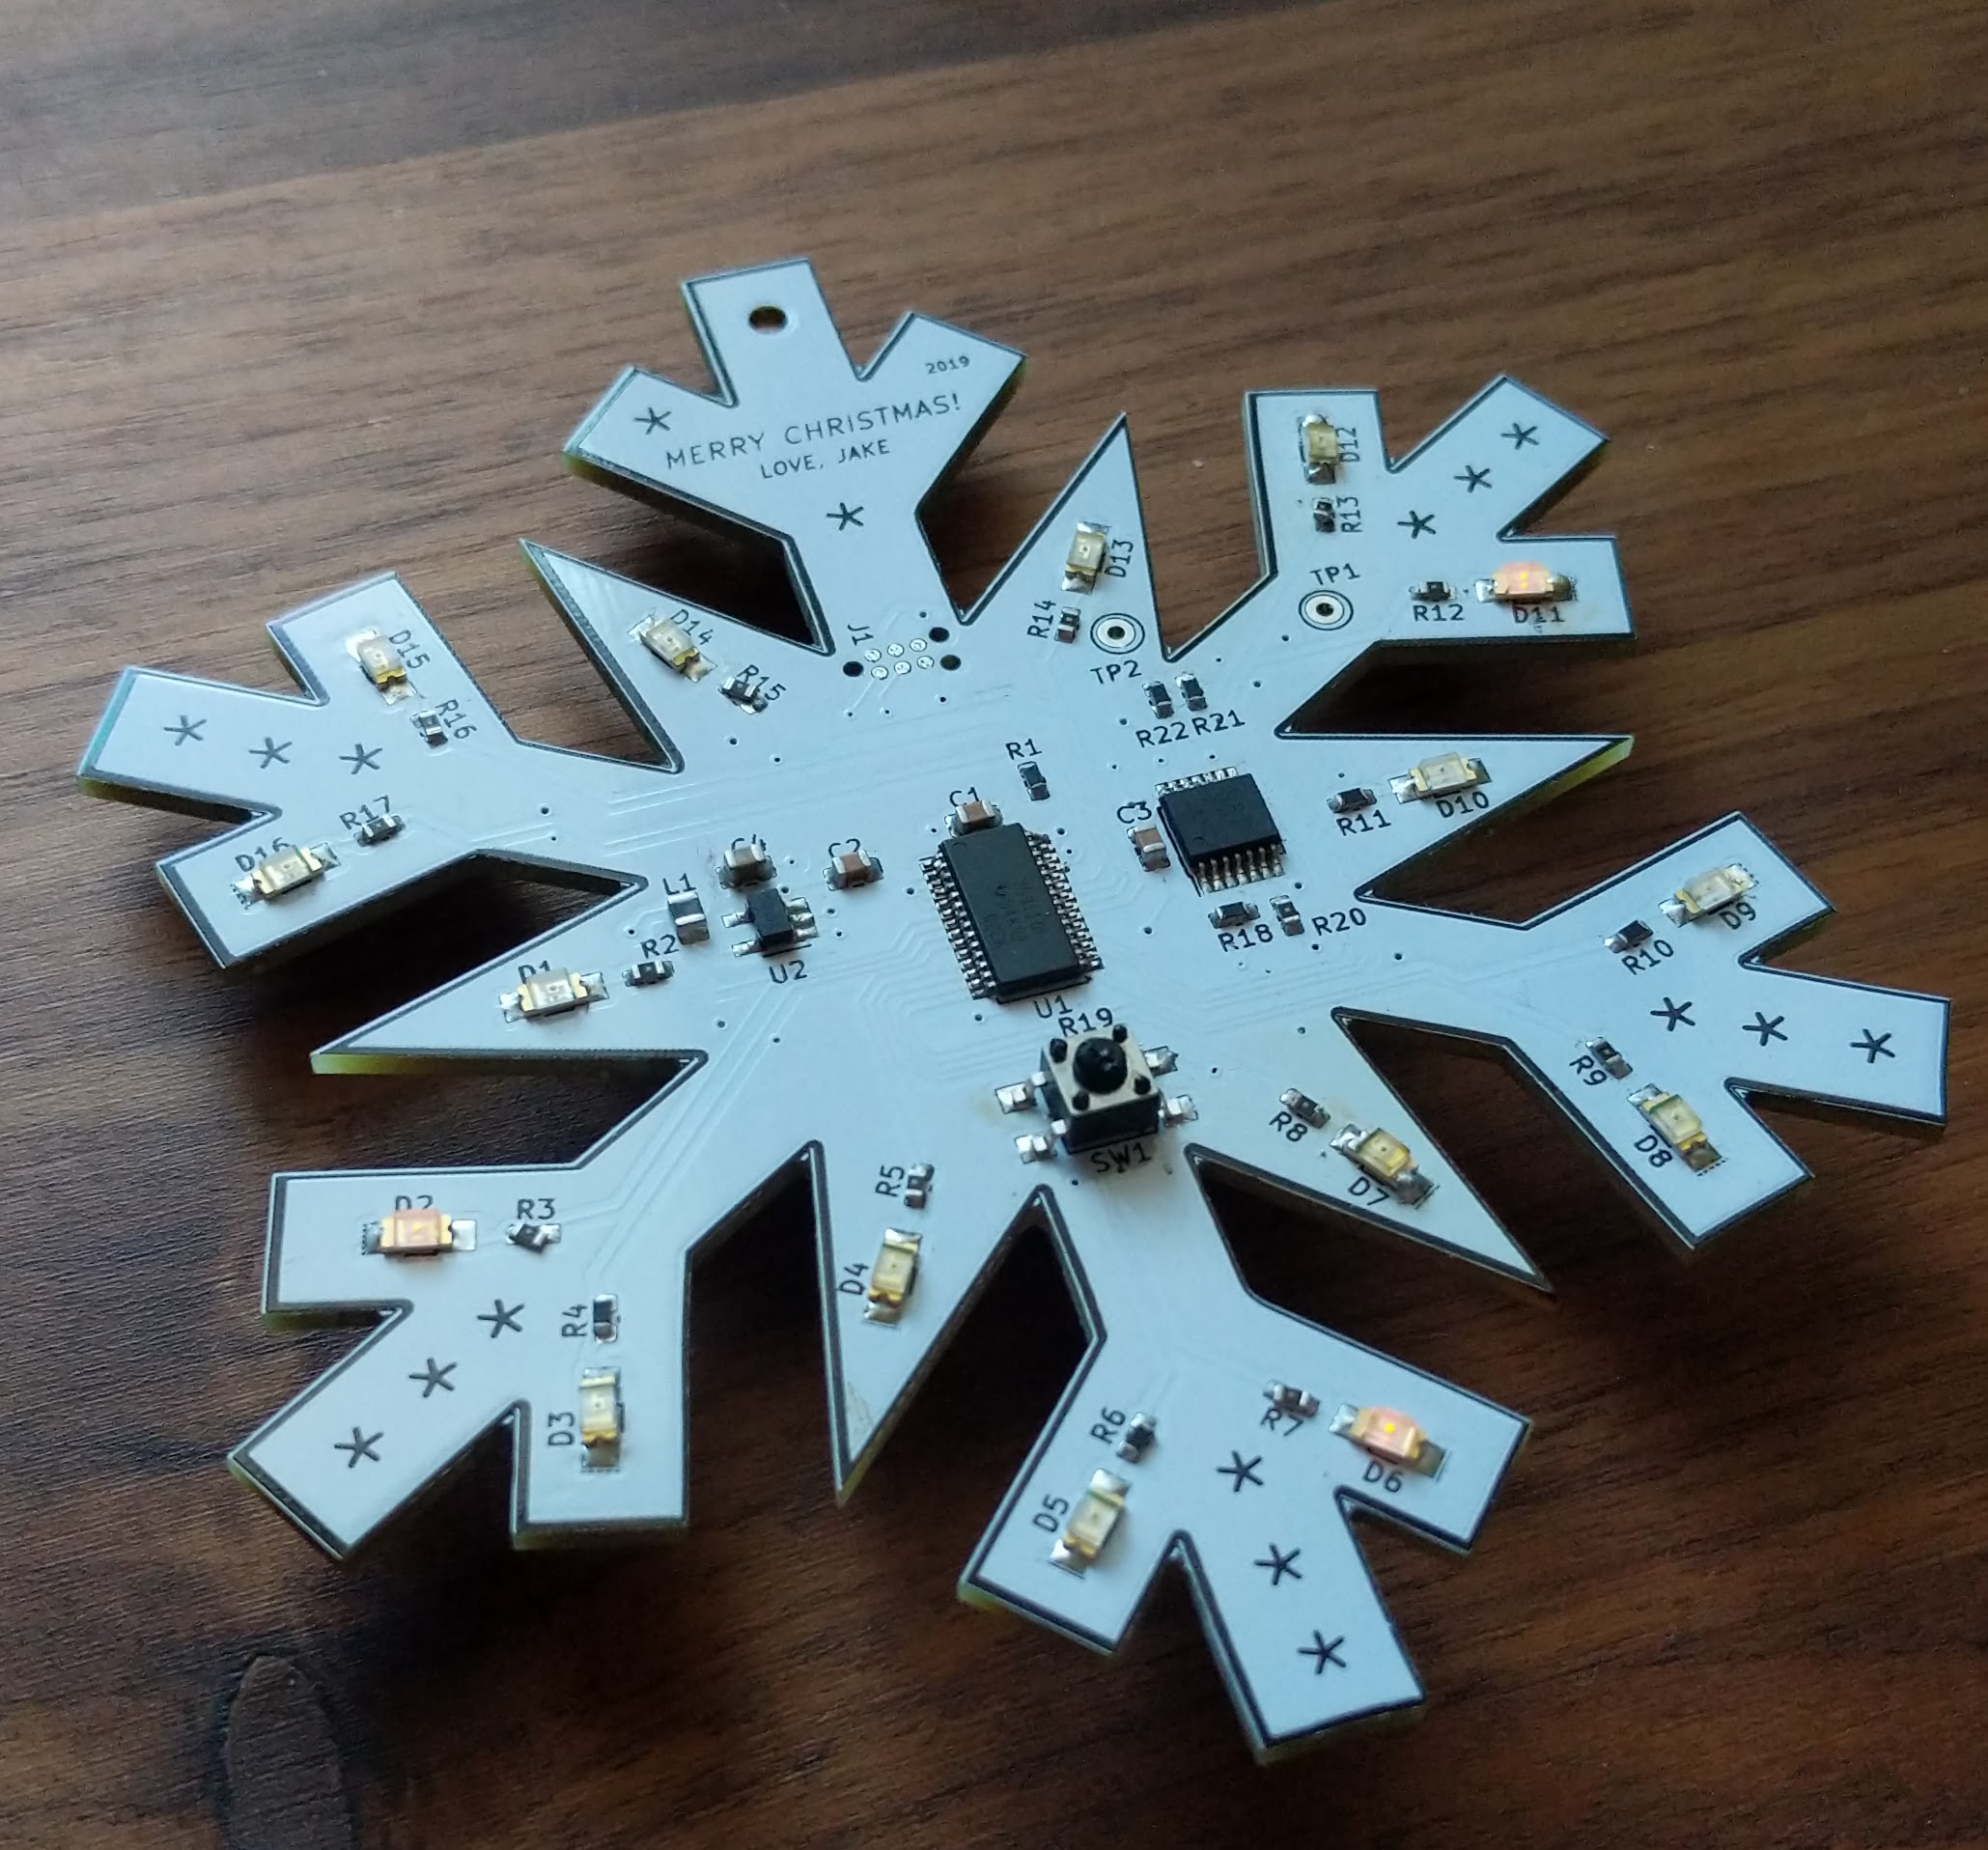 2019
MERRY CHRISTMAS!
LOVE, JAKE
D12
R13
D13
TP1
R14
R12
D11
J1
D14
TP2
D15
R15
R16
R22
R21
R1
C1
C3
R11
D10
R17
D16
C4
C2
L1
R2
U2
D1
R18
R20
D9
R10
U1
R19
R9
D8
R8
SW1
D7
R5
D2
R3
D4
R4
D3
R6
R7
D5
D6